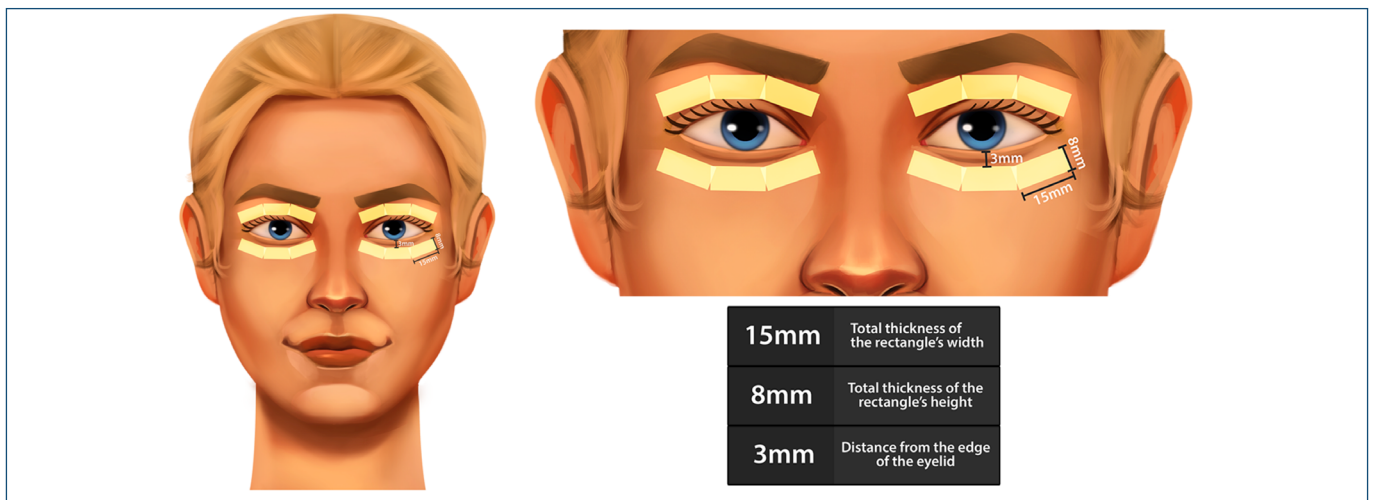 3mm
8mm
15mm
3mm
8mm
15mm
15mm
Total thickness of
the rectangle's width
8mm
Total thickness of the
rectangle's height
3mm
Distance from the edge
of the eyelid